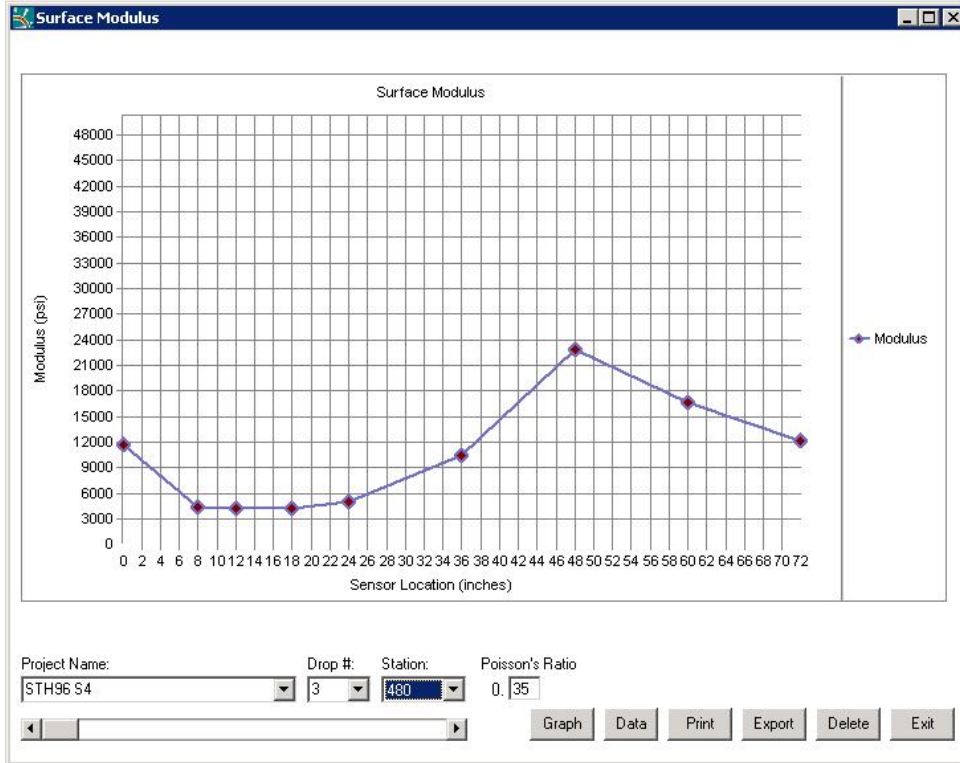 Surface Modulus
Surface Modulus
48000
45000
42000
39000
36000
33000
30000
27000
24000
21000
18000
15000
12000
9000
6000
3000
0
Modulus (psi)
Modulus
0 2 4 6 8 10 12 14 16 18 20 22 24 26 28 30 32 34 36 38 40 42 44 46 48 50 52 54 56 58 60 62 64 66 68 70 72
Sensor Location (inches)
Project Name: Drop #: Station: Poisson's Ratio
STH96 S4 3 480 0. 35
Graph Data Print Export Delete Exit